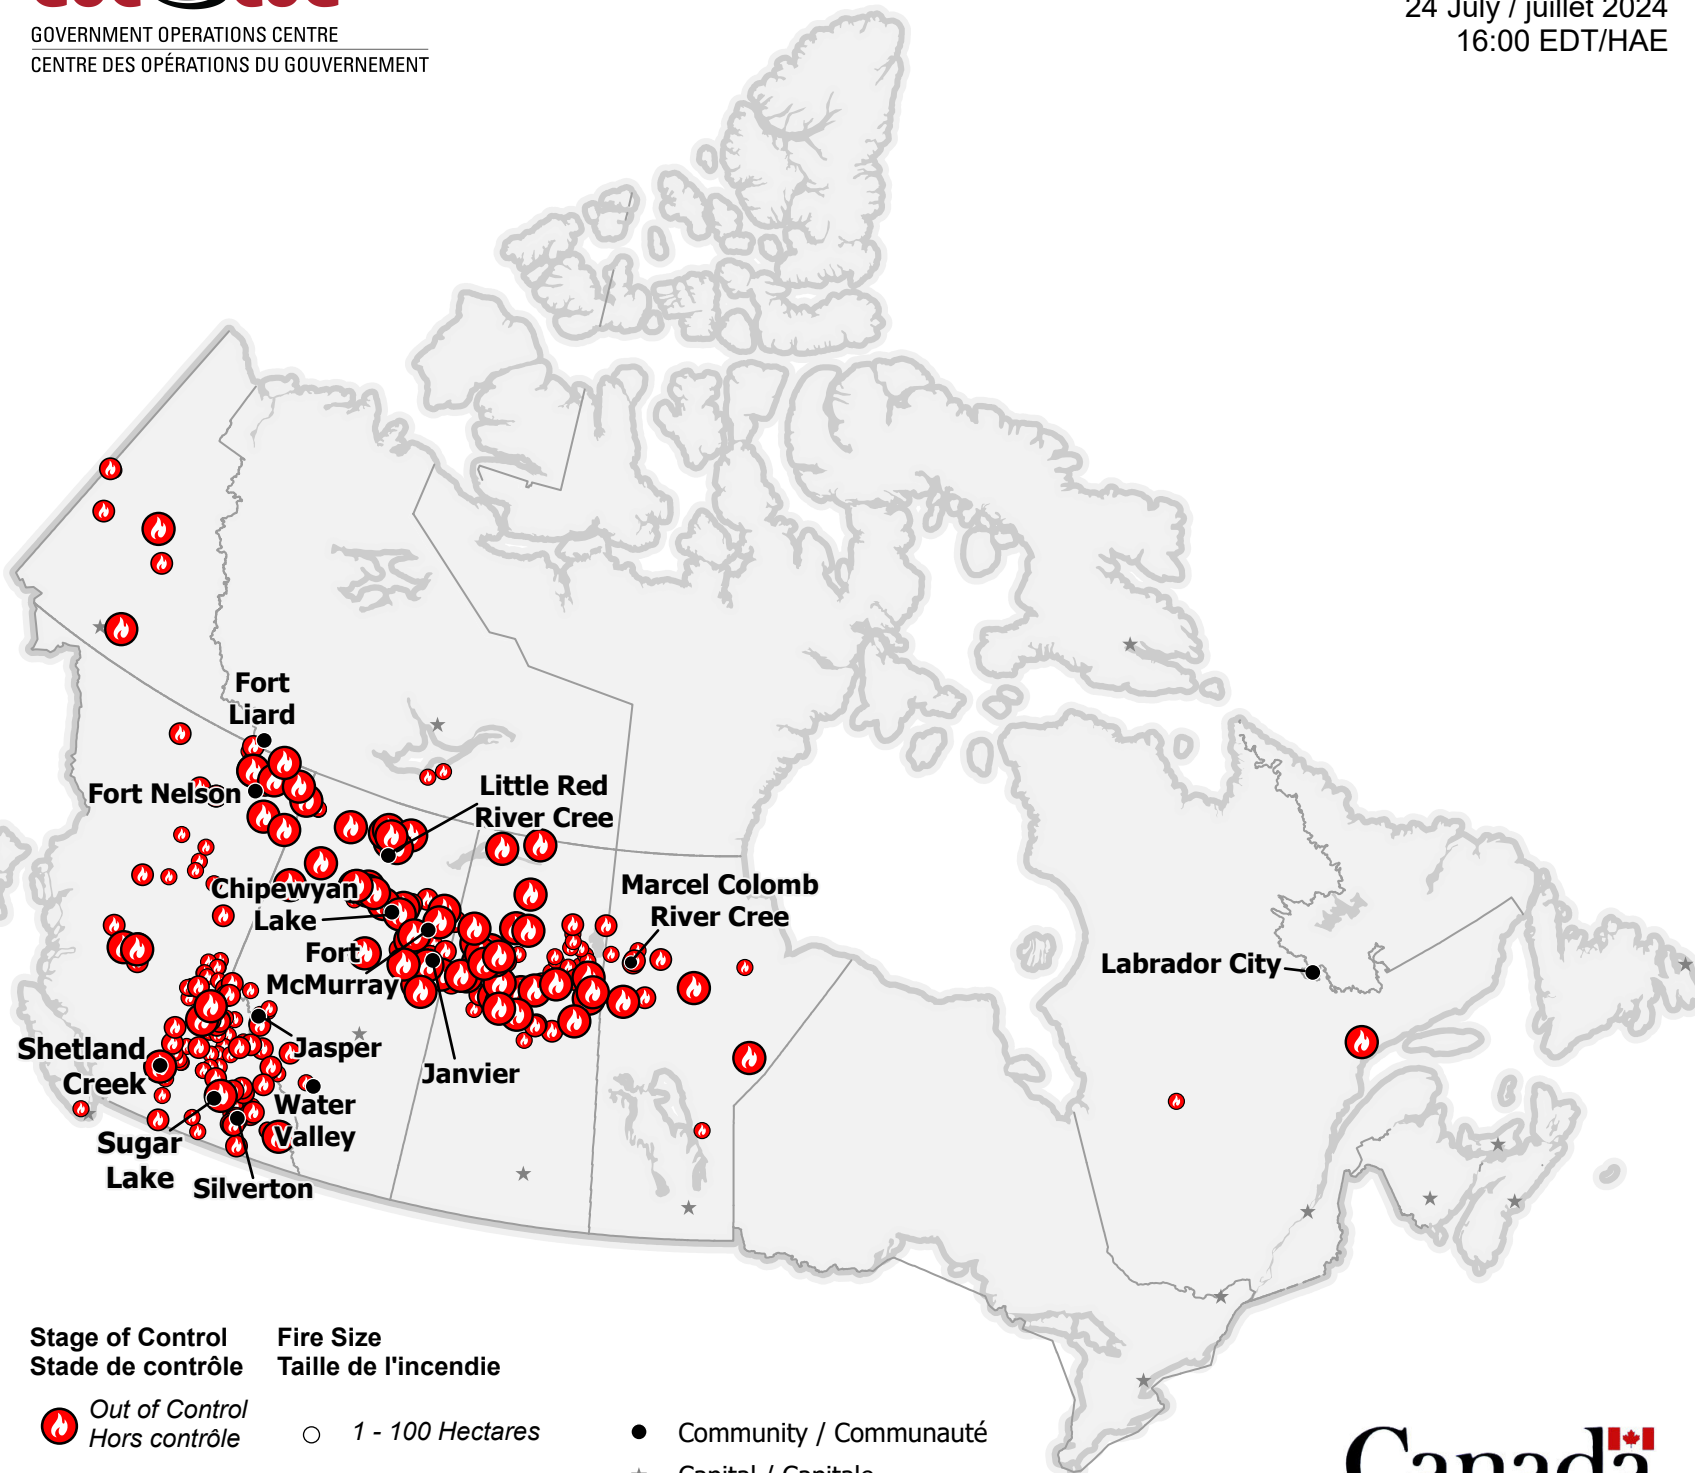 GOVERNMENT OPERATIONS CENTRE
CENTRE DES OPÉRATIONS DU GOUVERNEMENT
24 July / juillet 2024
16:00 EDT/HAE
Fort
Liard
Fort Nelson
Little Red
River Cree
Chipewyan
Lake
Marcel Colomb
River Cree
Fort
McMurray
Labrador City
Jasper
Shetland
Creek
Janvier
Water
Valley
Sugar
Lake
Silverton
Stage of Control
Stade de contrôle
Fire Size
Taille de l'incendie
Out of Control
Hors contrôle
1 - 100 Hectares
Community / Communauté
Capital / Capitale
Canada